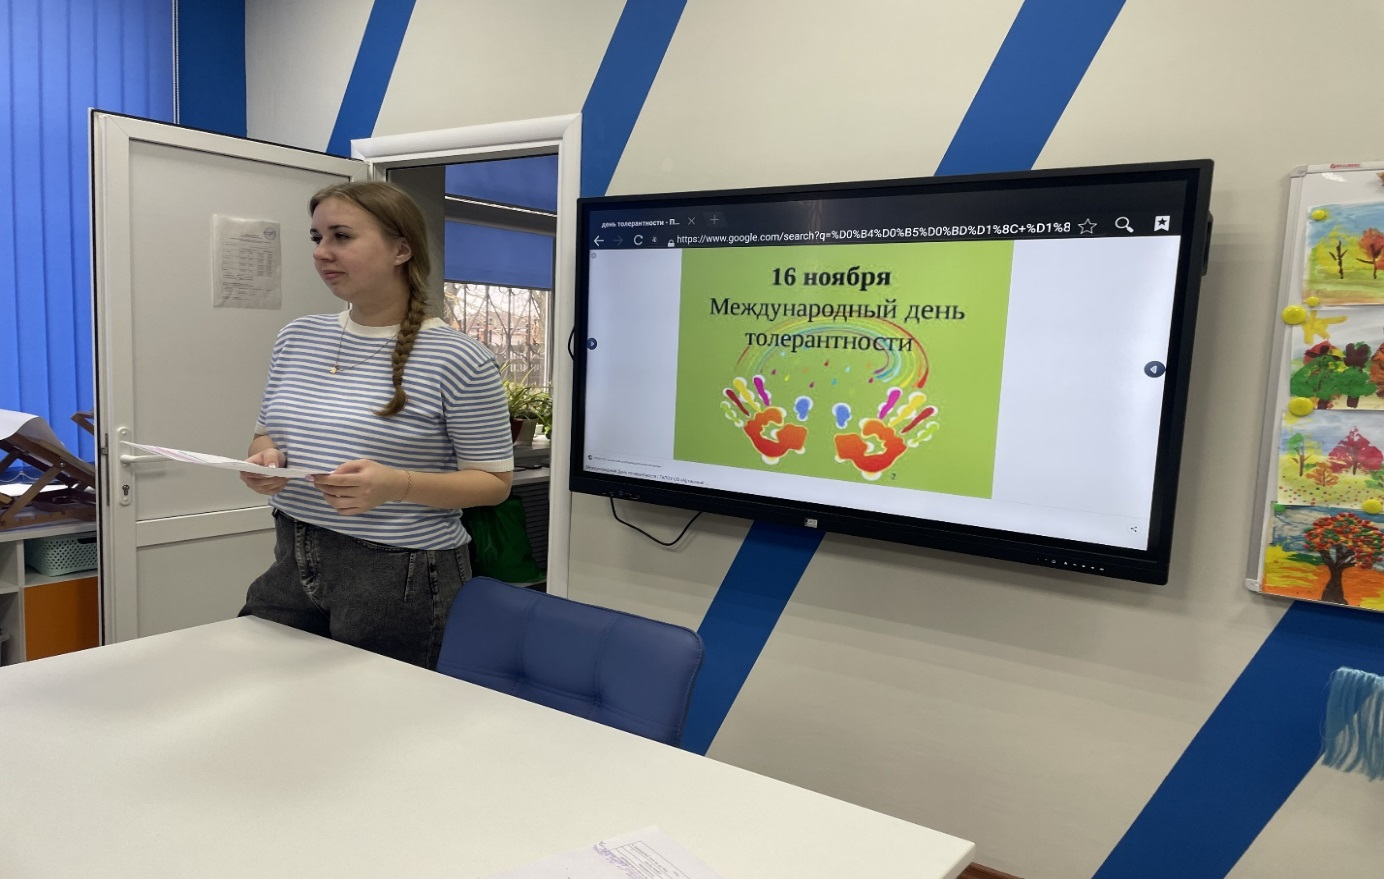 день толерантности - П...
https://www.google.com/search?q=%D0%B4%D0%B5%D0%BD%D1%8C+%D1%8
16 ноября
Международный день
толерантности
2